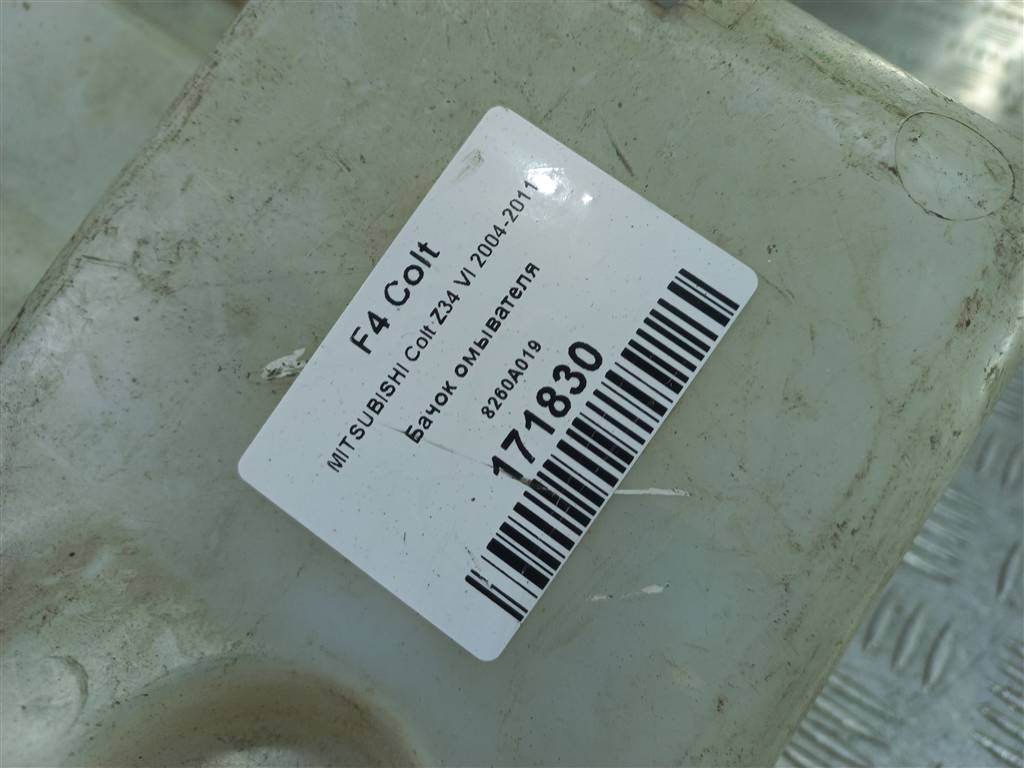 F4 Colt
MITSUBISHI Colt Z34 VI 2004-2011
Бачок омывателя
8260A019
171830